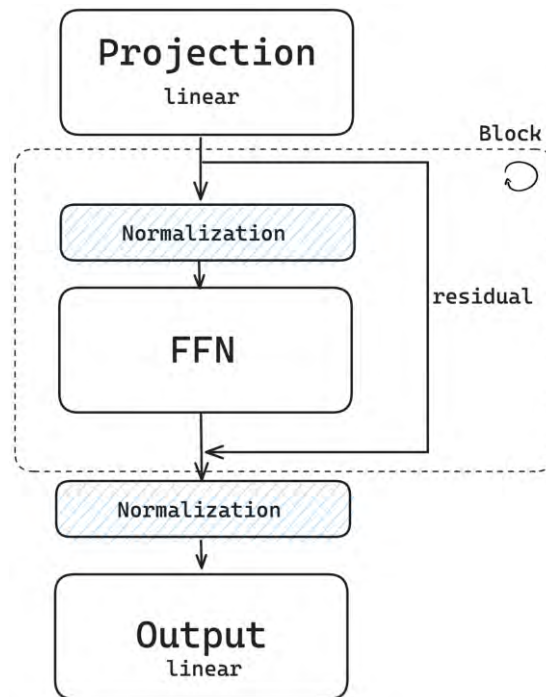 Projection
linear
Block
Normalization
residual
FFN
Normalization
Output
linear